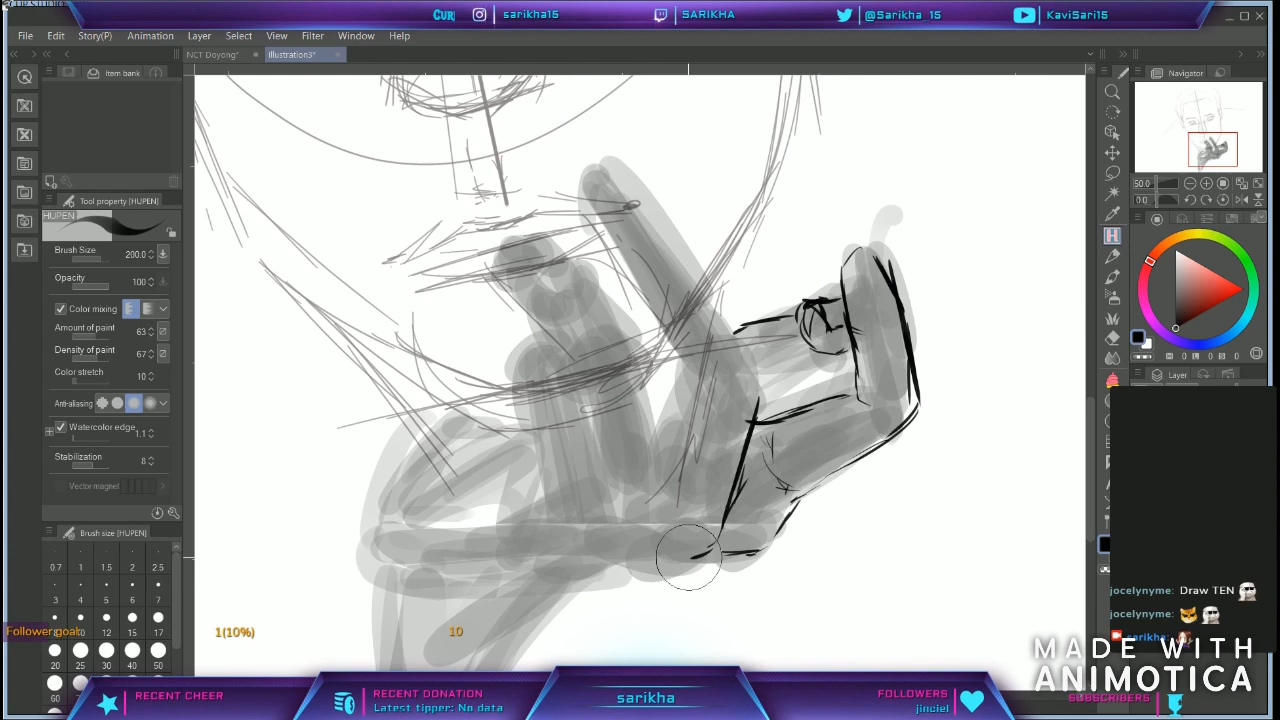 CLIP STUDIO
Cur
sarikha15
SARIKHA
@Sarikha_15
KaviSari15
File Edit Story(P) Animation Layer Select View Filter Window Help
NCT Doyong* Illustration3*
Item bank
Navigator
50.0
0.0
Tool property [HUPEN]
HUPEN
Brush Size 200.0
Opacity 100
Color mixing
Amount of paint 63
Density of paint 67
Color stretch 10
Anti-aliasing
Watercolor edge 1.1
Stabilization 8
Vector magnet
Brush size [HUPEN]
0.7 1 1.5 2 2.5
3 4 5 6 7
8 10 12 15 17
20 25 30 40 50
60
H
Layer
Follower goal:
1(10%)
10
jocelynyme: Draw TEN
jocelynyme:
sarikha:
MADE WITH
ANIMOTICA
RECENT CHEER
RECENT DONATION
Latest tipper: No data
sarikha
FOLLOWERS
jinciel
SUBSCRIBERS